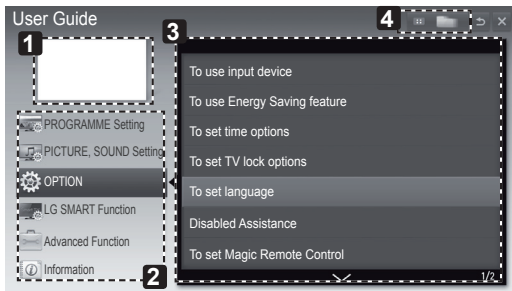 User Guide
4
1
3
To use input device
To use Energy Saving feature
To set time options
To set TV lock options
To set language
Disabled Assistance
To set Magic Remote Control
1/2
PROGRAMME Setting
PICTURE, SOUND Setting
OPTION
LG SMART Function
Advanced Function
Information
2